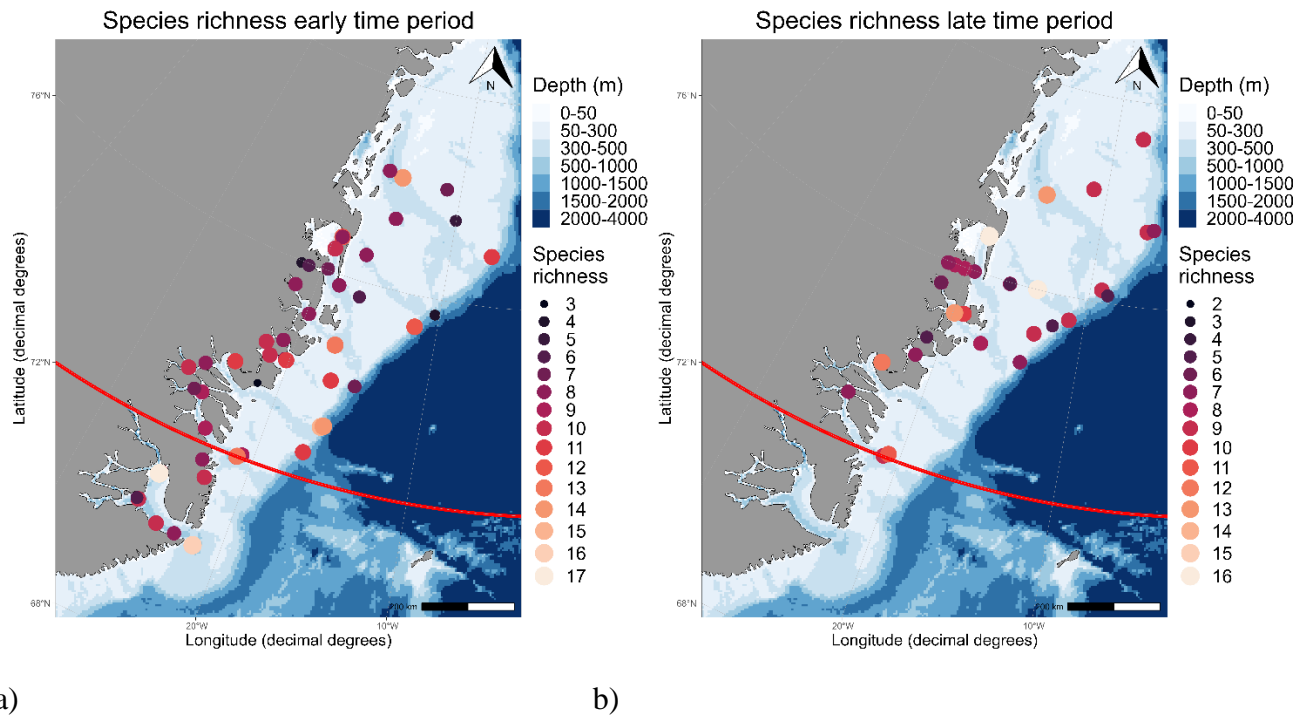 Species richness early time period
76°N
72°N
68°N
Latitude (decimal degrees)
20°W
10°W
Longitude (decimal degrees)
N
Depth (m)
0-50
50-300
300-500
500-1000
1000-1500
1500-2000
2000-4000
Species
richness
3
4
5
6
7
8
9
10
11
12
13
14
15
16
17
Species richness late time period
76°N
72°N
68°N
Latitude (decimal degrees)
20°W
10°W
Longitude (decimal degrees)
N
Depth (m)
0-50
50-300
300-500
500-1000
1000-1500
1500-2000
2000-4000
Species
richness
2
3
4
5
6
7
8
9
10
11
12
13
14
15
16
b)